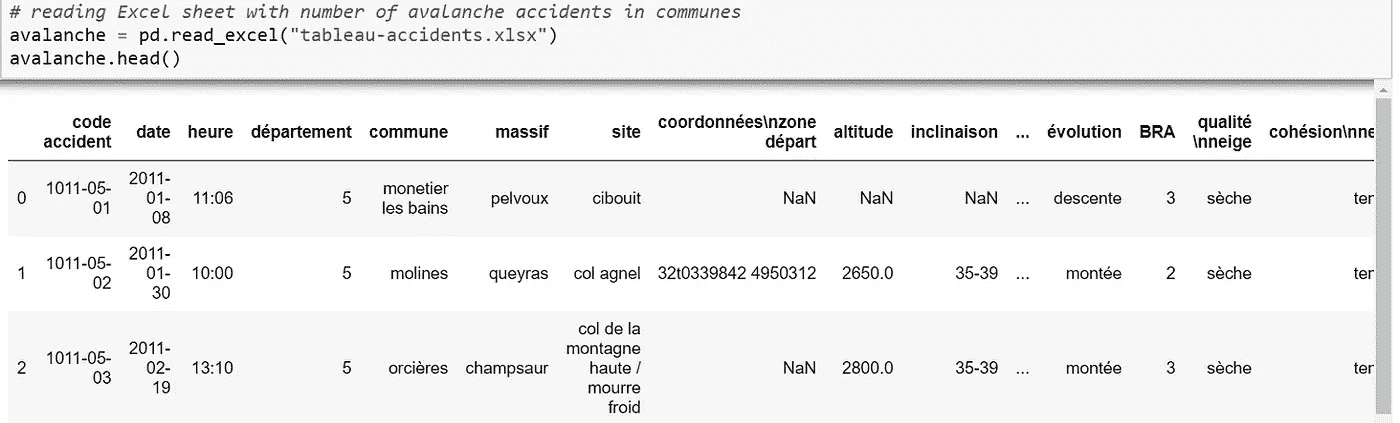 # reading Excel sheet with number of avalanche accidents in communes
avalanche = pd.read_excel("tableau-accidents.xlsx")
avalanche.head()
code accident date heure département commune massif site coordonnées\nzone départ altitude inclinaison ... évolution BRA qualité \nneige cohésion\nne
0 1011-05-01 2011-01-08 11:06 5 monetier les bains pelvoux cibouit NaN NaN NaN ... descente 3 sèche ter
1 1011-05-02 2011-01-30 10:00 5 molines queyras col agnel 32t0339842 4950312 2650.0 35-39 ... montée 2 sèche ter
2 1011-05-03 2011-02-19 13:10 5 orcières champsaur col de la montagne haute / mourre froid NaN 2800.0 35-39 ... montée 3 sèche ter